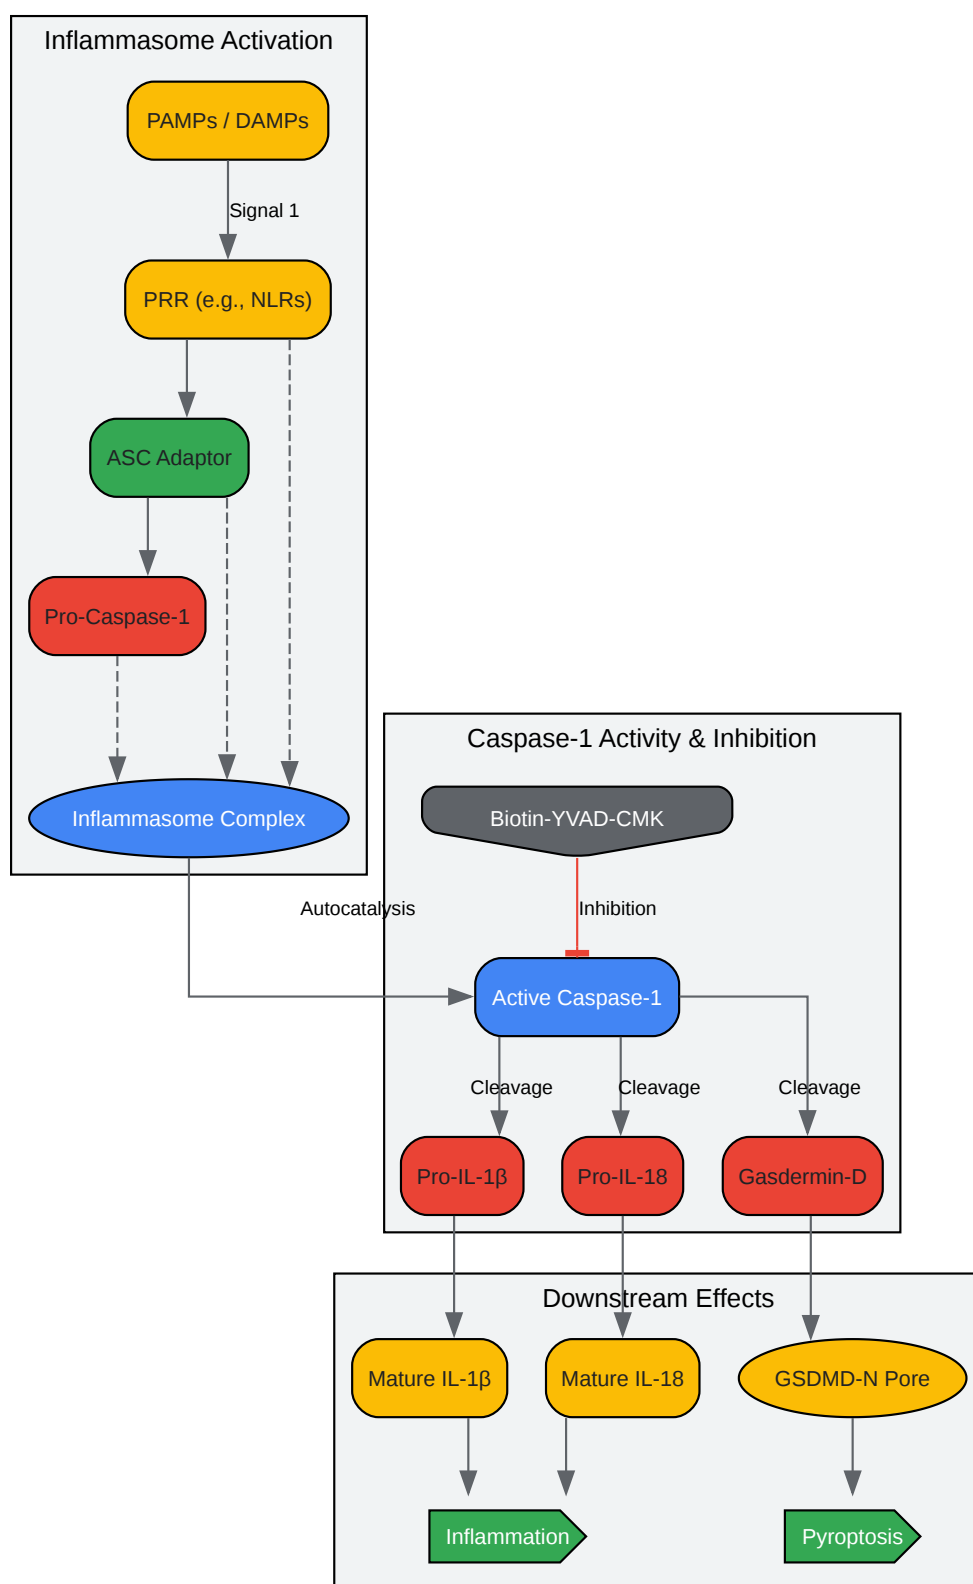 Inflammasome Activation
PAMPs / DAMPs
Signal 1
PRR (e.g., NLRs)
ASC Adaptor
Pro-Caspase-1
Inflammasome Complex
Caspase-1 Activity & Inhibition
Biotin-YVAD-CMK
Autocatalysis
Inhibition
Active Caspase-1
Cleavage
Cleavage
Cleavage
Pro-IL-1β
Pro-IL-18
Gasdermin-D
Downstream Effects
Mature IL-1β
Mature IL-18
GSDMD-N Pore
Inflammation
Pyroptosis